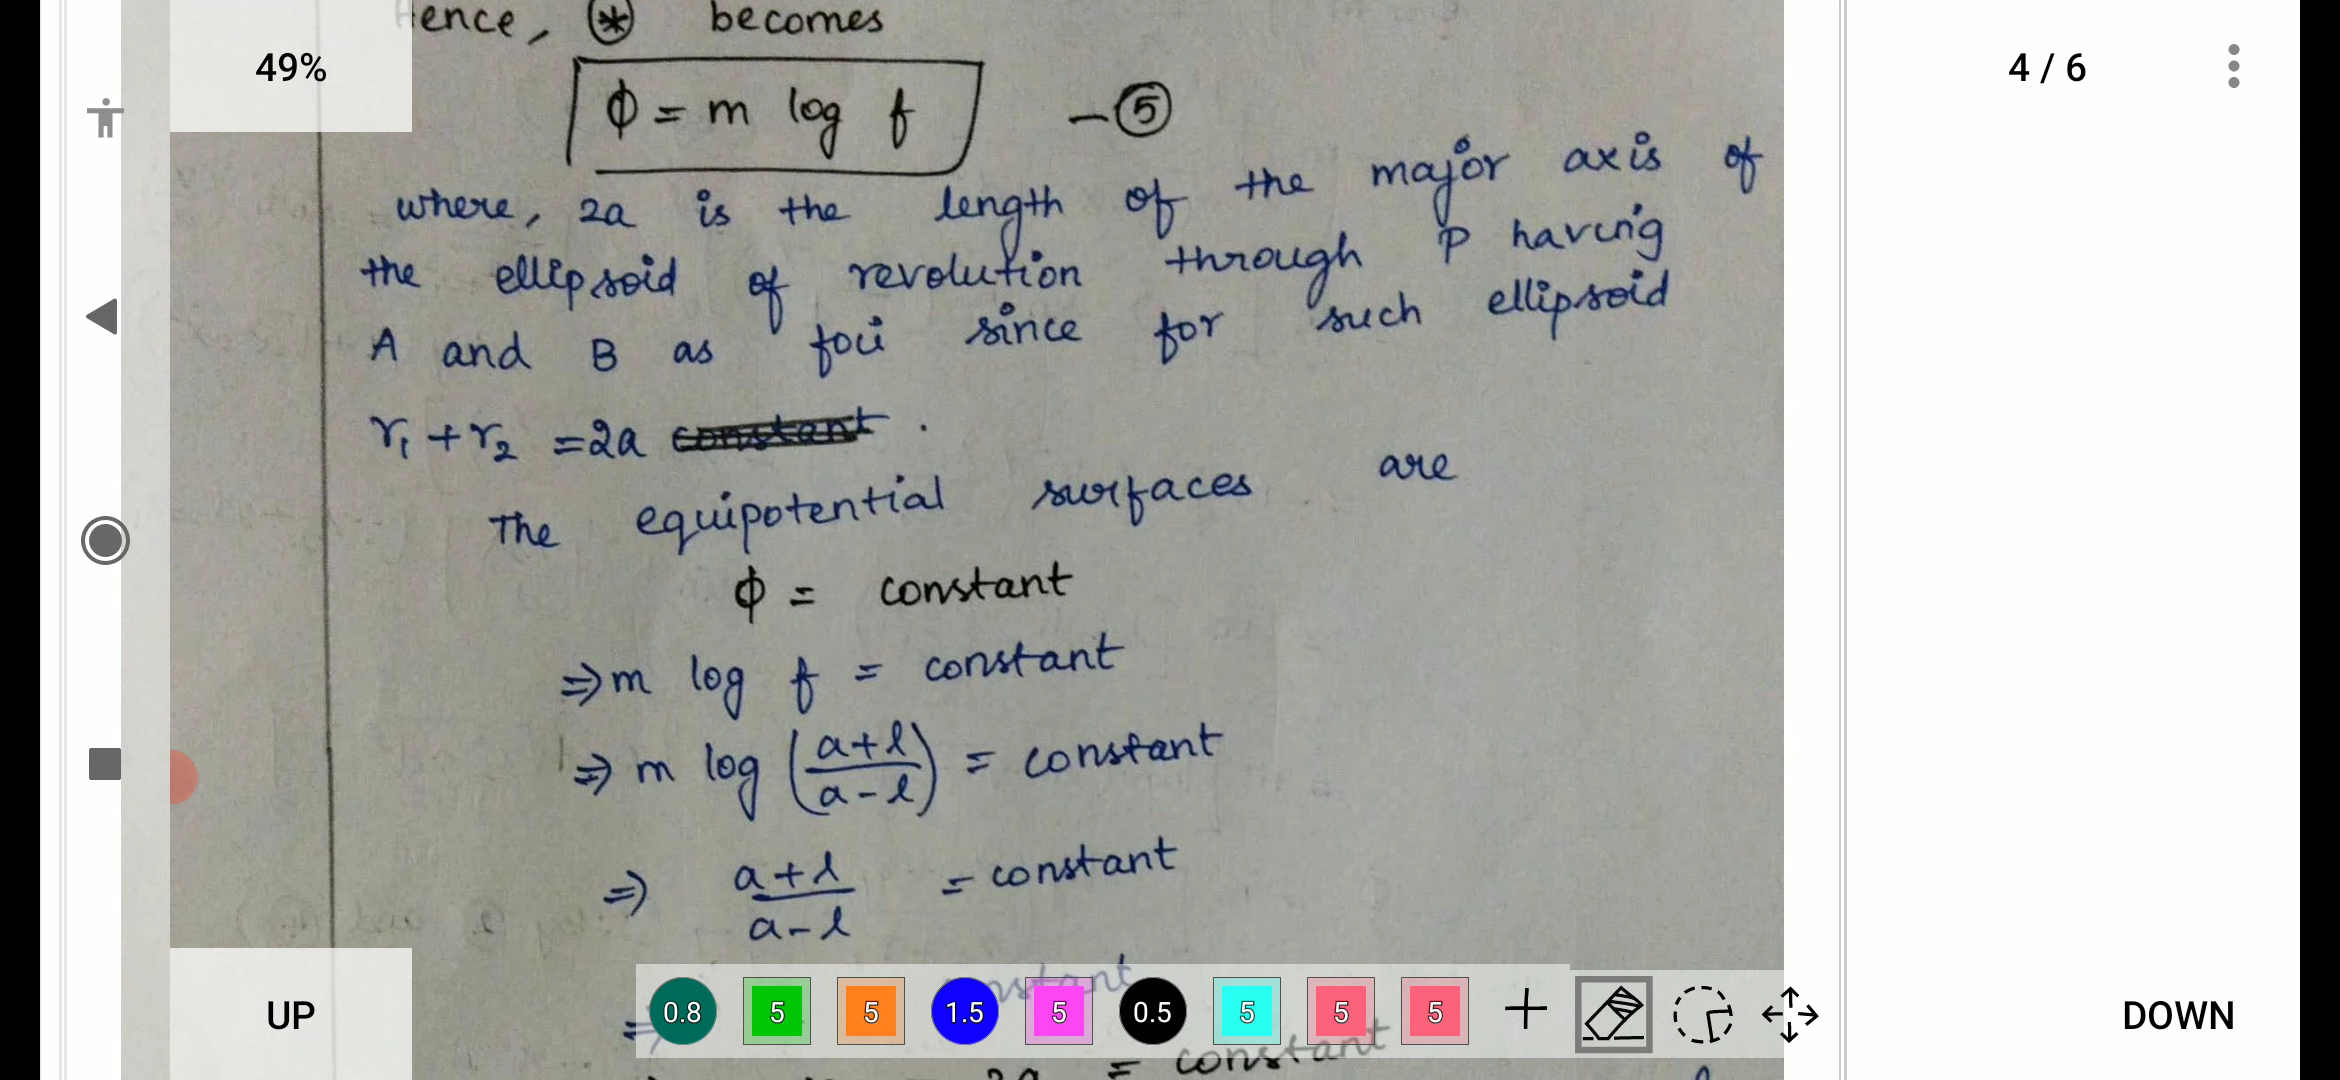 Hence, ⊛ becomes
49%
4 / 6
ϕ = m log f — ⑤
where, 2a is the length of the major axis of
the ellipsoid of revolution through P having
A and B as foci since for such ellipsoid
r₁ + r₂ = 2a constant .
The equipotential surfaces are
ϕ = constant
⇒ m log f = constant
⇒ m log (a+l / a-l) = constant
⇒ a+l / a-l = constant
constant
UP
0.8 5 5 1.5 5 0.5 5 5 5
DOWN
⇒ 2a = constant